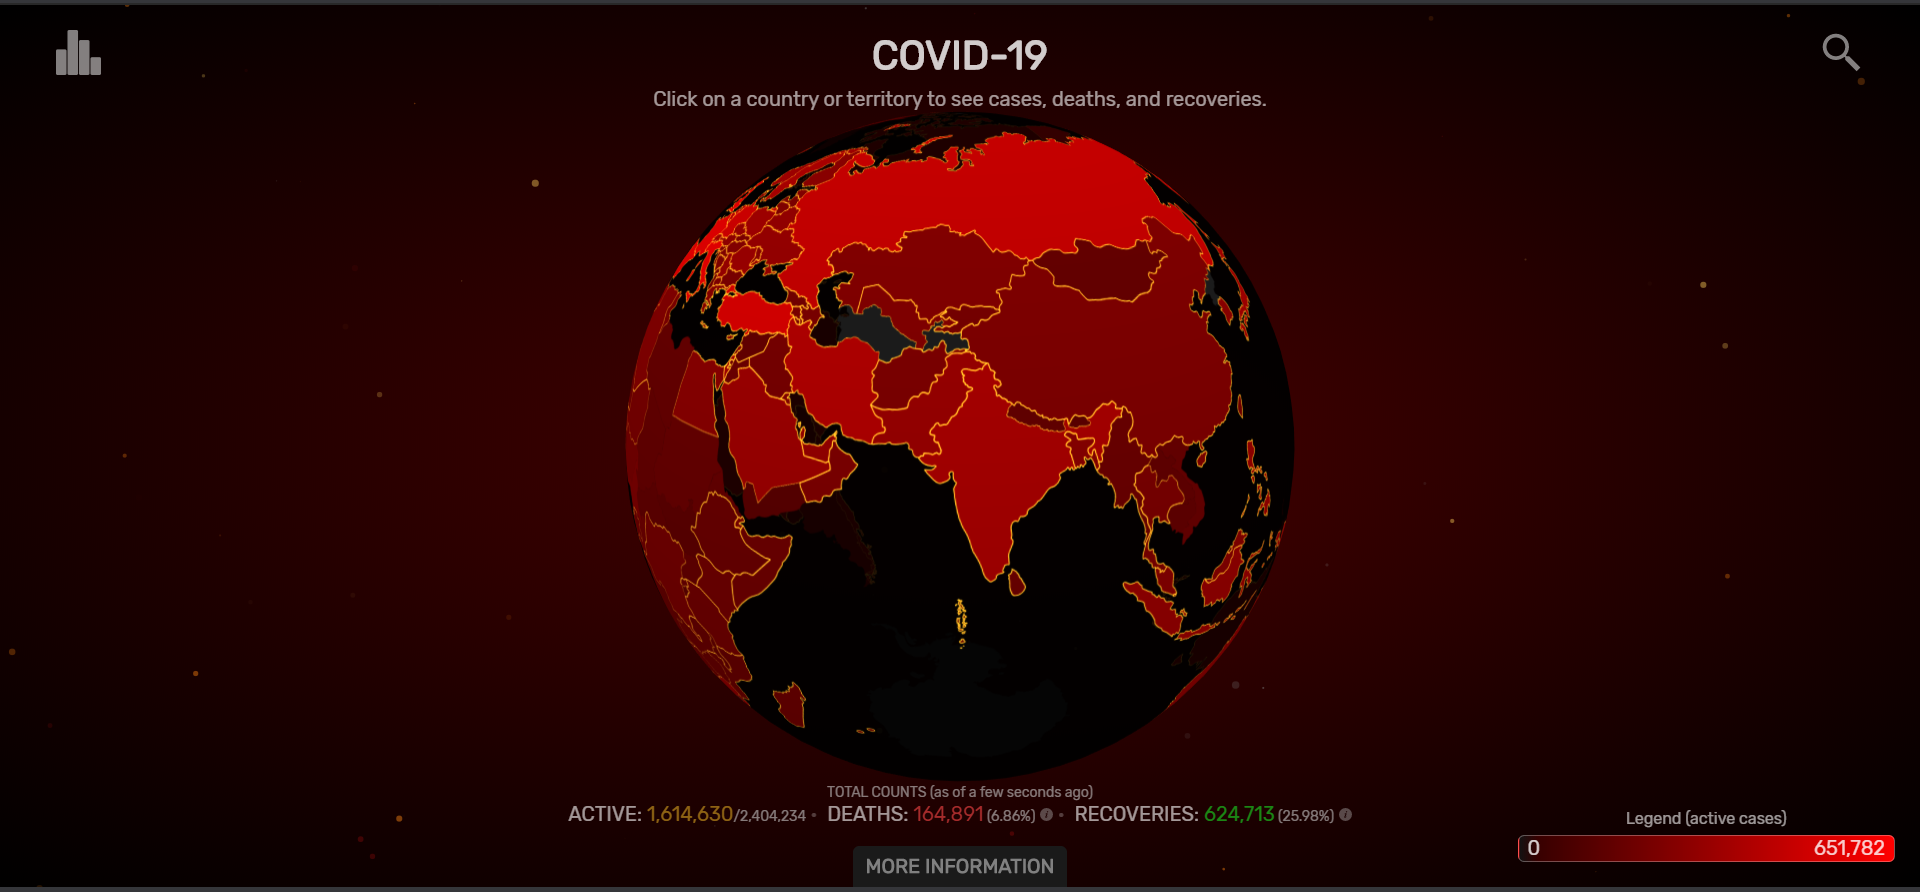 COVID-19
Click on a country or territory to see cases, deaths, and recoveries.
TOTAL COUNTS (as of a few seconds ago)
ACTIVE: 1,614,630/2,404,234 • DEATHS: 164,891 (6.86%) i • RECOVERIES: 624,713 (25.98%) i
Legend (active cases)
0 651,782
MORE INFORMATION